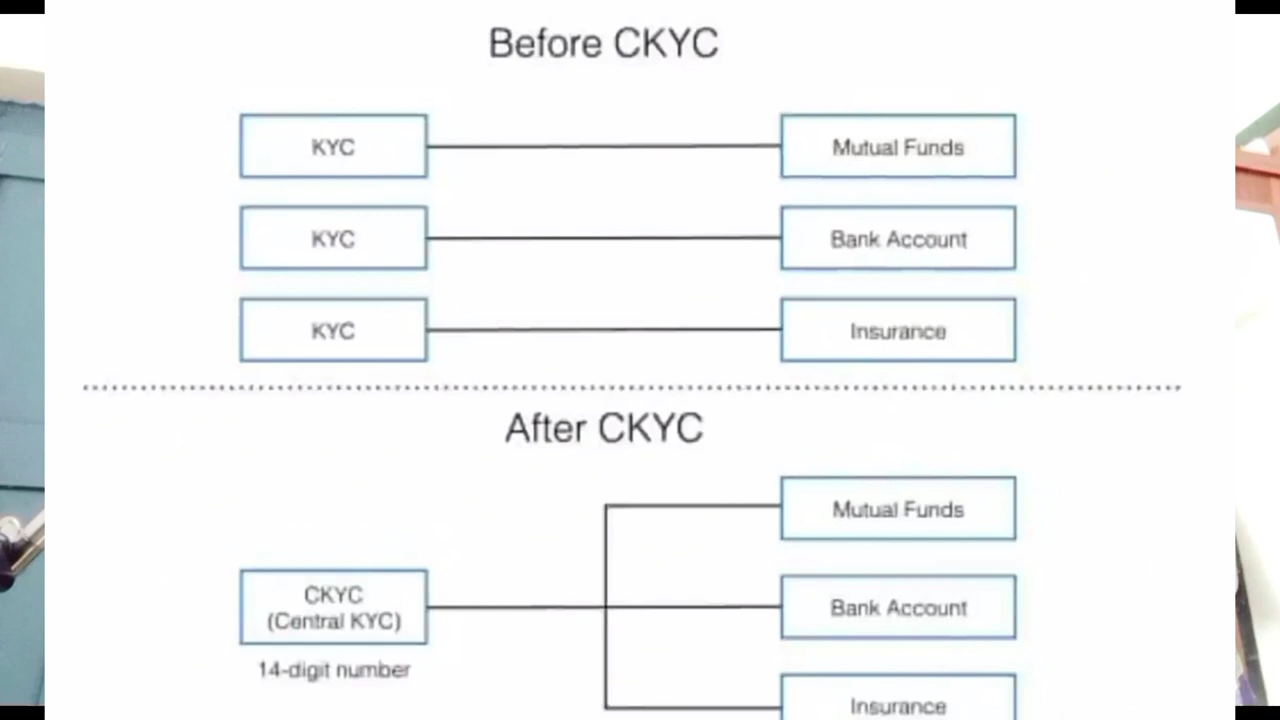 Before CKYC
KYC
Mutual Funds
KYC
Bank Account
KYC
Insurance
After CKYC
Mutual Funds
CKYC
(Central KYC)
Bank Account
14-digit number
Insurance